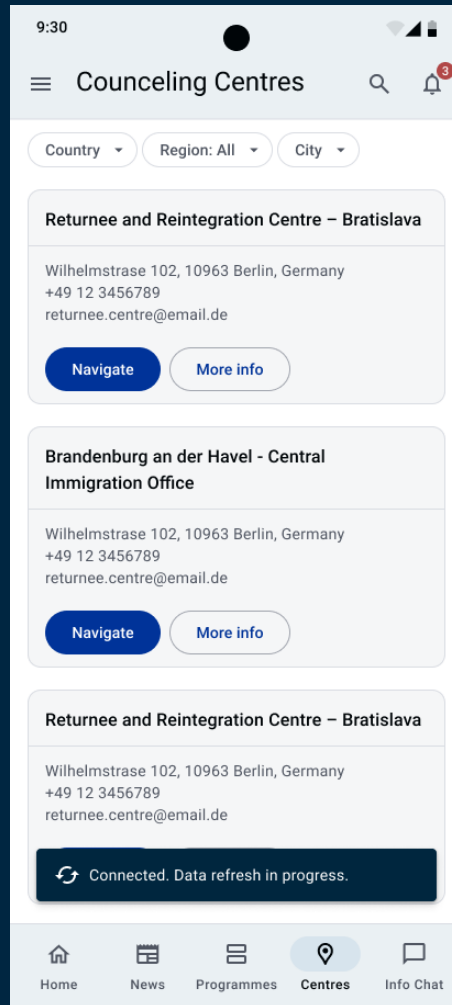 9:30
Counceling Centres
3
Country
Region: All
City
Returnee and Reintegration Centre – Bratislava
Wilhelmstrase 102, 10963 Berlin, Germany
+49 12 3456789
returnee.centre@email.de
Navigate
More info
Brandenburg an der Havel - Central
Immigration Office
Wilhelmstrase 102, 10963 Berlin, Germany
+49 12 3456789
returnee.centre@email.de
Navigate
More info
Returnee and Reintegration Centre – Bratislava
Wilhelmstrase 102, 10963 Berlin, Germany
+49 12 3456789
returnee.centre@email.de
Connected. Data refresh in progress.
Home
News
Programmes
Centres
Info Chat